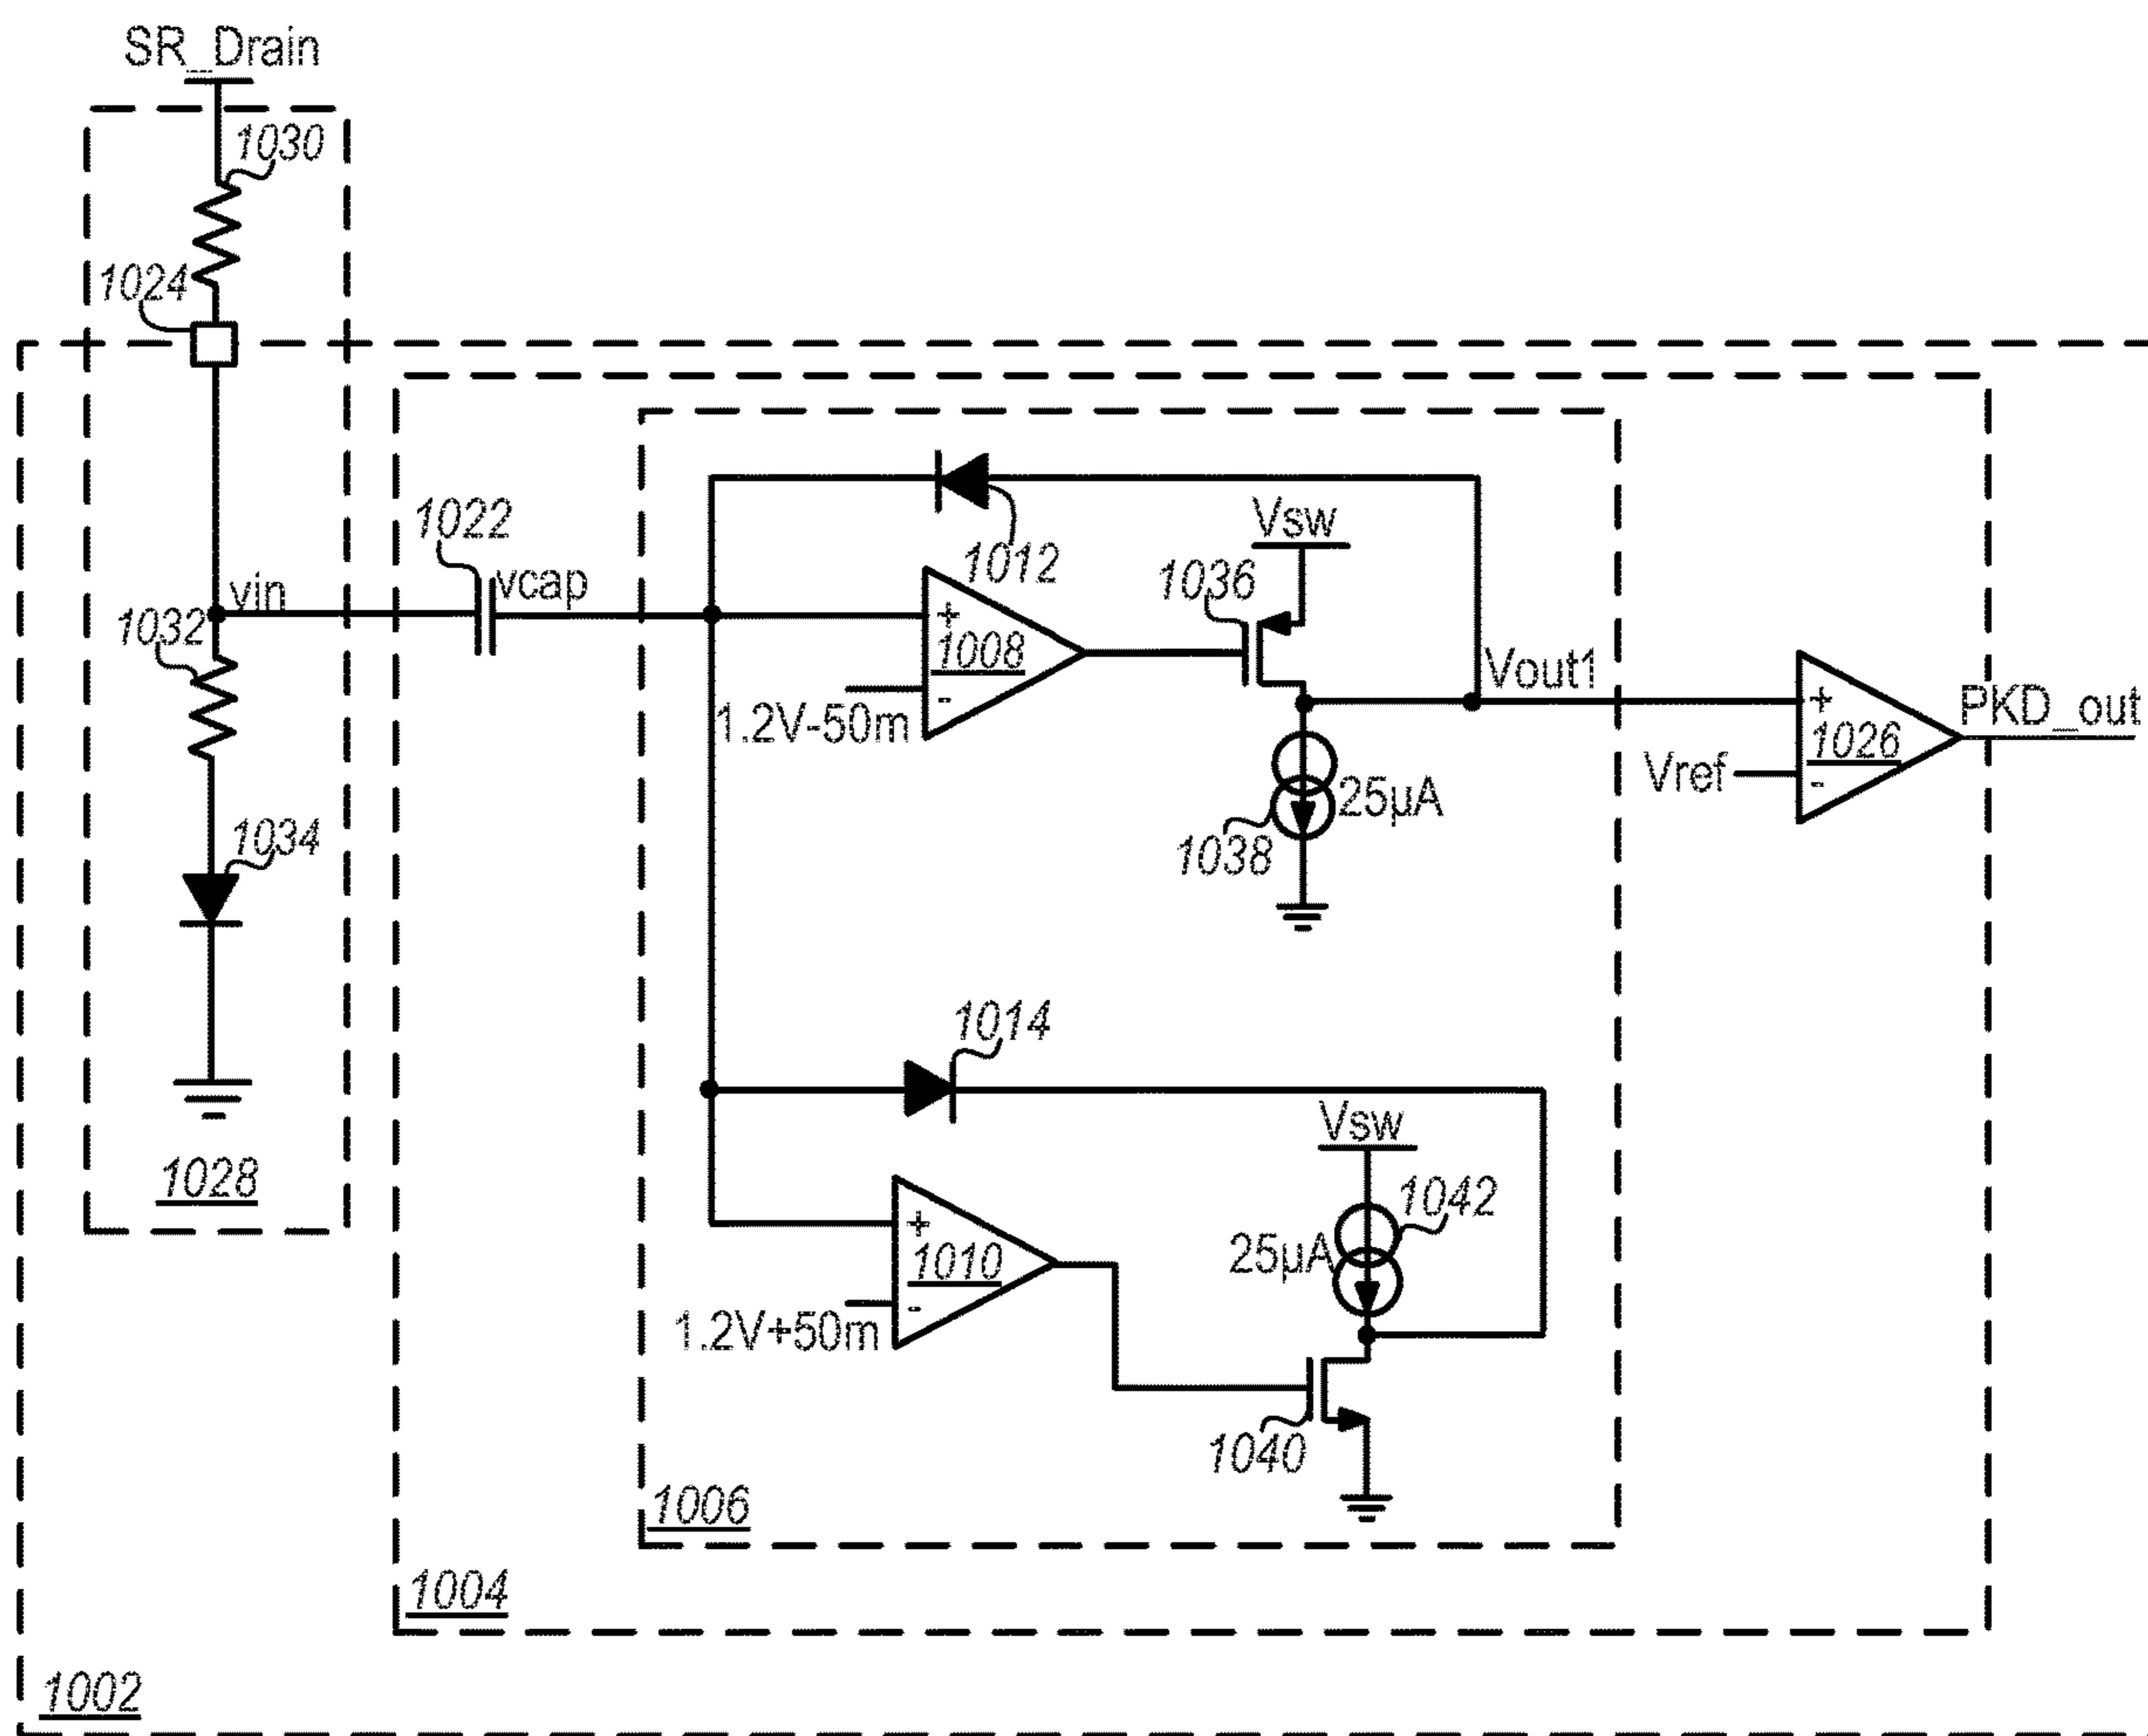 SR_Drain
1030
1024
1022
vcap
vin
1032
1012
Vsw
1036
+
1008
-
1.2V-50m
Vout1
+
1026
-
Vref
PKD_out
25µA
1038
1034
1028
1014
Vsw
1042
25µA
+
1010
-
1.2V+50m
1040
1006
1004
1002